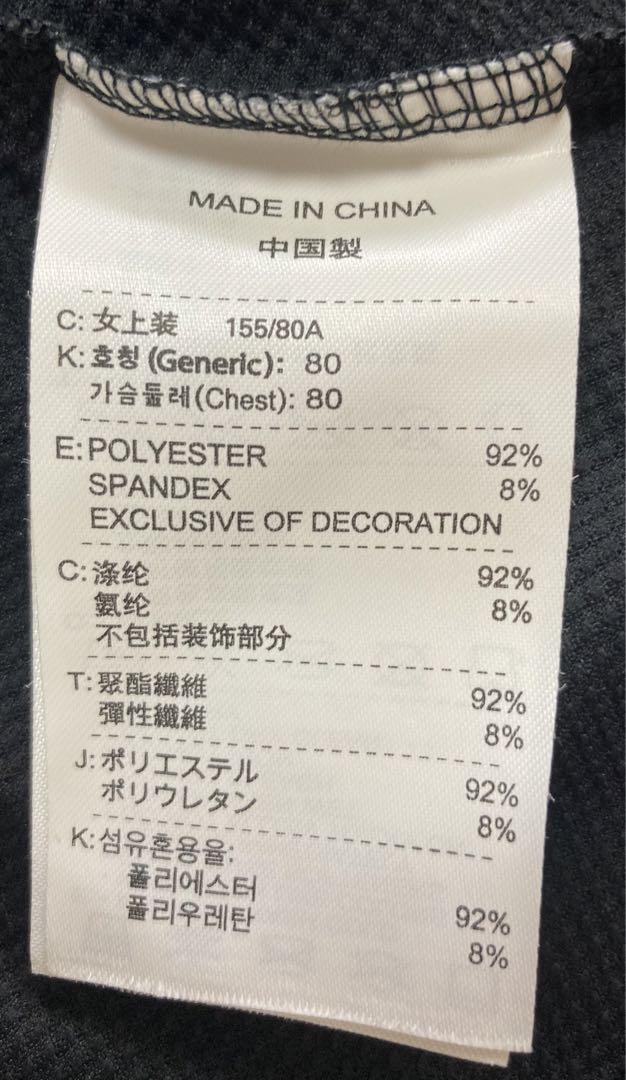 MADE IN CHINA
中国製
C: 女上装 155/80A
K: 호칭 (Generic): 80
가슴둘레(Chest): 80
E: POLYESTER 92%
SPANDEX 8%
EXCLUSIVE OF DECORATION
C: 涤纶 92%
氨纶 8%
不包括装饰部分
T: 聚酯纖維 92%
彈性纖維 8%
J: ポリエステル 92%
ポリウレタン 8%
K: 섬유혼용율:
폴리에스터 92%
폴리우레탄 8%